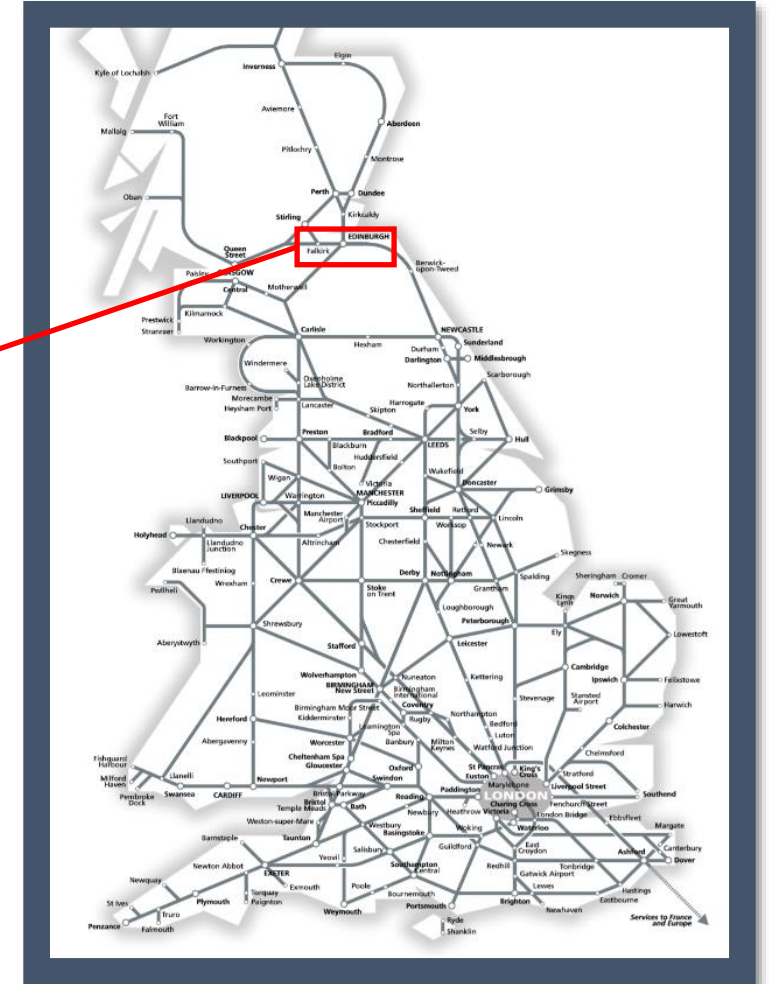 Elgin
Inverness
Kyle of Lochalsh
Aviemore
Fort
William
Aberdeen
Mallaig
Pitlochry
Montrose
Perth
Dundee
Oban
Kirkcaldy
Stirling
EDINBURGH
Queen
Street
Falkirk
Berwick-
upon-Tweed
Paisley
Motherwell
Central
Prestwick
Kilmarnock
Stranraer
Carlisle
NEWCASTLE
Workington
Hexham
Sunderland
Durham
Darlington
Middlesbrough
Windermere
Scarborough
Oxenholme
Lake District
Northallerton
Barrow-in-Furness
Morecambe
Heysham Port
Lancaster
Harrogate
York
Skipton
Blackpool
Preston
Bradford
Selby
Hull
Blackburn
LEEDS
Huddersfield
Southport
Bolton
Wakefield
Wigan
Victoria
Doncaster
LIVERPOOL
Warrington
MANCHESTER
Piccadilly
Grimsby
Manchester
Airport
Sheffield
Retford
Llandudno
Chester
Stockport
Worksop
Lincoln
Holyhead
Llandudno
Junction
Altrincham
Chesterfield
Newark
Skegness
Blaenau Ffestiniog
Wrexham
Crewe
Derby
Nottingham
Spalding
Sheringham
Cromer
Pwllheli
Stoke
on Trent
Grantham
Kings
Lynn
Norwich
Great
Yarmouth
Loughborough
Peterborough
Shrewsbury
Ely
Lowestoft
Aberystwyth
Stafford
Leicester
Wolverhampton
Nuneaton
Kettering
Cambridge
BIRMINGHAM
New Street
Birmingham
International
Ipswich
Felixstowe
Leominster
Stevenage
Stansted
Airport
Birmingham Moor Street
Coventry
Harwich
Kidderminster
Rugby
Northampton
Hereford
Leamington
Spa
Bedford
Colchester
Worcester
Banbury
Milton
Keynes
Luton
Abergavenny
Watford Junction
Chelmsford
Cheltenham Spa
Gloucester
Oxford
St Pancras
Euston
King's
Cross
Stratford
Fishguard
Harbour
Llanelli
Newport
Swindon
Marylebone
Liverpool Street
Milford
Haven
Bristol Parkway
Paddington
LONDON
Pembroke
Dock
Swansea
CARDIFF
Bristol
Temple Meads
Bath
Reading
Charing Cross
Fenchurch Street
Southend
Newbury
Heathrow
Victoria
London Bridge
Ebbsfleet
Weston-super-Mare
Westbury
Basingstoke
Woking
Waterloo
Margate
Barnstaple
Taunton
Salisbury
Guildford
East
Croydon
Canterbury
Yeovil
Ashford
Dover
Newton Abbot
Southampton
Central
Redhill
Tonbridge
EXETER
Gatwick Airport
Newquay
Exmouth
Poole
Lewes
Hastings
St Ives
Plymouth
Torquay
Paignton
Bournemouth
Eastbourne
Truro
Weymouth
Portsmouth
Brighton
Newhaven
Penzance
Falmouth
Ryde
Services to France
and Europe
Shanklin